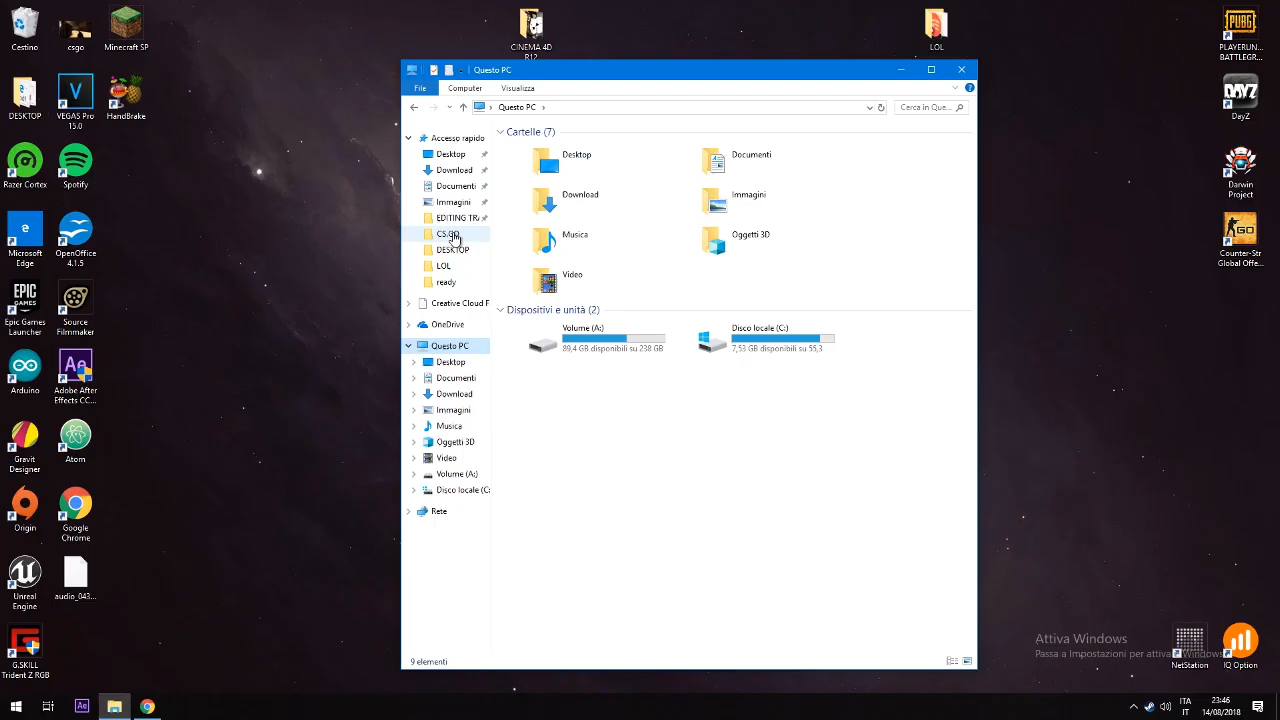 Cestino
csgo
Minecraft SP
CINEMA 4D
R12
LOL
PLAYERUN...
BATTLEGR...
DESKTOP
VEGAS Pro
15.0
HandBrake
DayZ
Razer Cortex
Spotify
Darwin
Project
Microsoft
Edge
OpenOffice
4.1.5
Counter-Str
Global Offe...
Epic Games
Launcher
Source
Filmmaker
Arduino
Adobe After
Effects CC...
Gravit
Designer
Atom
Origin
Google
Chrome
Unreal
Engine
audio_043...
G.SKILL
Trident Z RGB
NetStation
IQ Option
Questo PC
File
Computer
Visualizza
Questo PC
Cerca in Que...
Accesso rapido
Desktop
Download
Documenti
Immagini
EDITING TRA
DESKTOP
LOL
ready
Creative Cloud F
OneDrive
Questo PC
Desktop
Documenti
Download
Immagini
Musica
Oggetti 3D
Video
Volume (A:)
Disco locale (C:
Rete
Cartelle (7)
Desktop
Documenti
Download
Immagini
Musica
Oggetti 3D
Video
Dispositivi e unità (2)
Volume (A:)
89,4 GB disponibili su 238 GB
Disco locale (C:)
7,53 GB disponibili su 55,3
9 elementi
Attiva Windows
Passa a Impostazioni per attivare Windows.
Ae
ITA
IT
23:46
14/08/2018